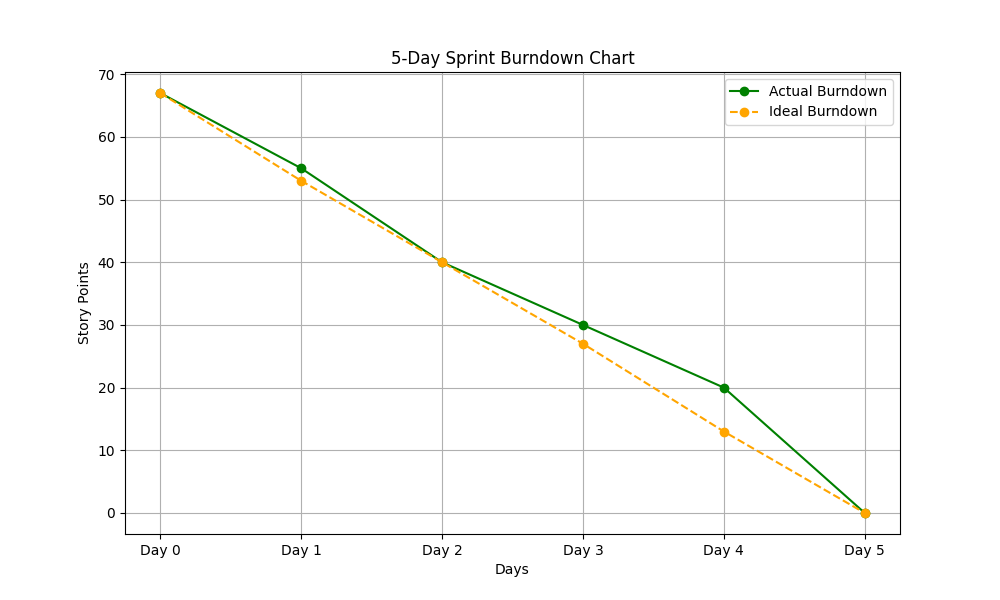 5-Day Sprint Burndown Chart
70
60
50
40
30
20
10
0
Story Points
Actual Burndown
Ideal Burndown
Day 0
Day 1
Day 2
Day 3
Day 4
Day 5
Days